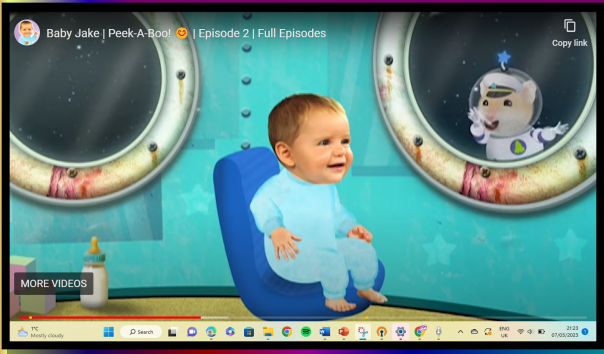 Baby Jake | Peek-A-Boo! 😊 | Episode 2 | Full Episodes
Copy link
MORE VIDEOS
1°C
Mostly cloudy
Search
ENG
UK
21:23
07/03/2023